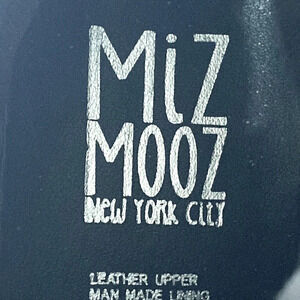 MiZ
MOOZ
NEW YORK CITY
LEATHER UPPER
MAN MADE LINING